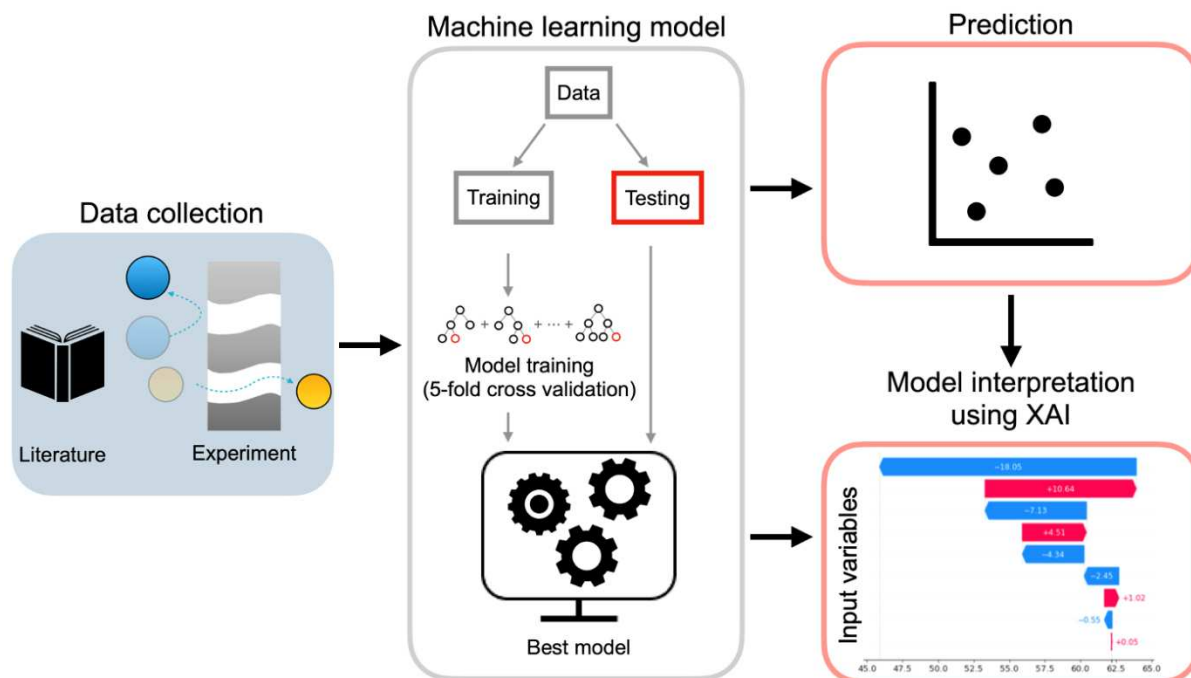 Data collection
Literature
Experiment
Machine learning model
Data
Training
Testing
+ + ... +
Model training
(5-fold cross validation)
Best model
Prediction
Model interpretation
using XAI
Input variables
−18.05
+10.64
−7.13
+4.51
−4.34
−2.45
+1.02
−0.55
+0.05
45.0 47.5 50.0 52.5 55.0 57.5 60.0 62.5 65.0